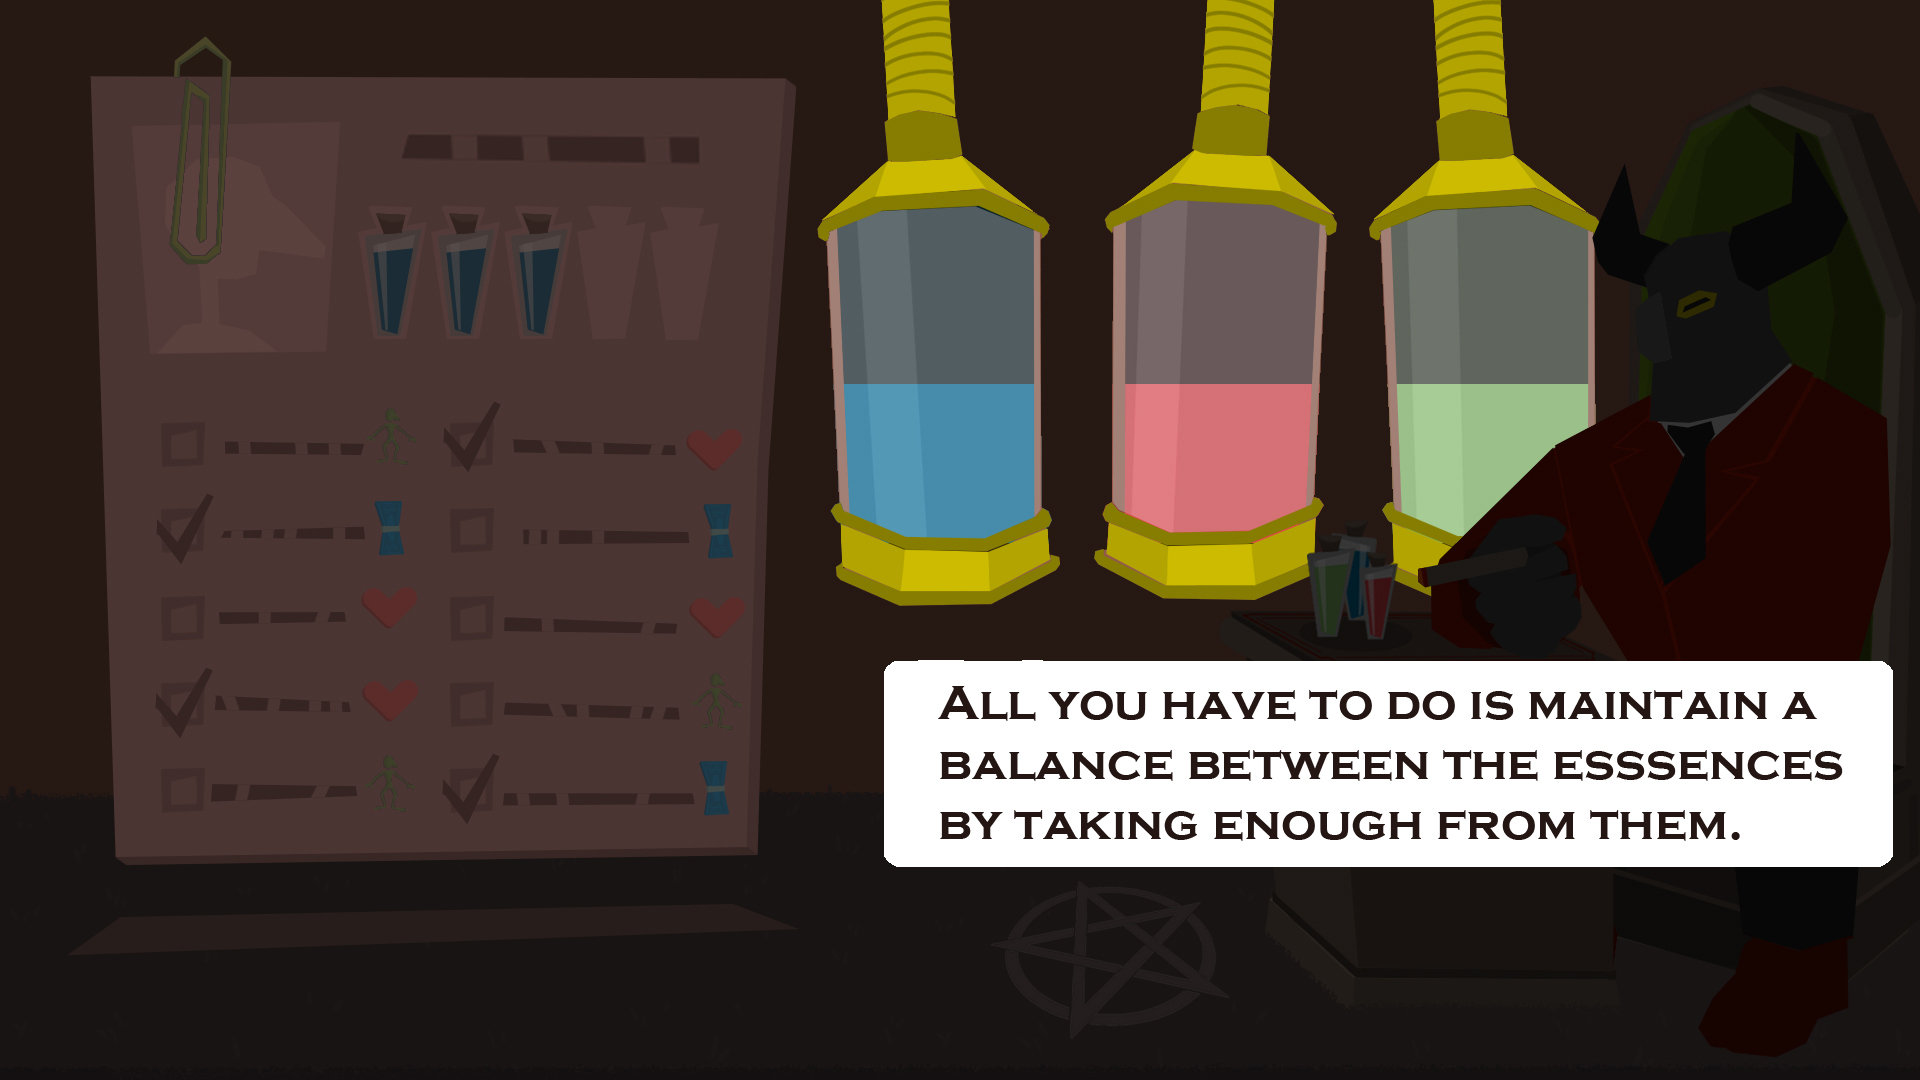 All you have to do is maintain a
balance between the esssences
by taking enough from them.